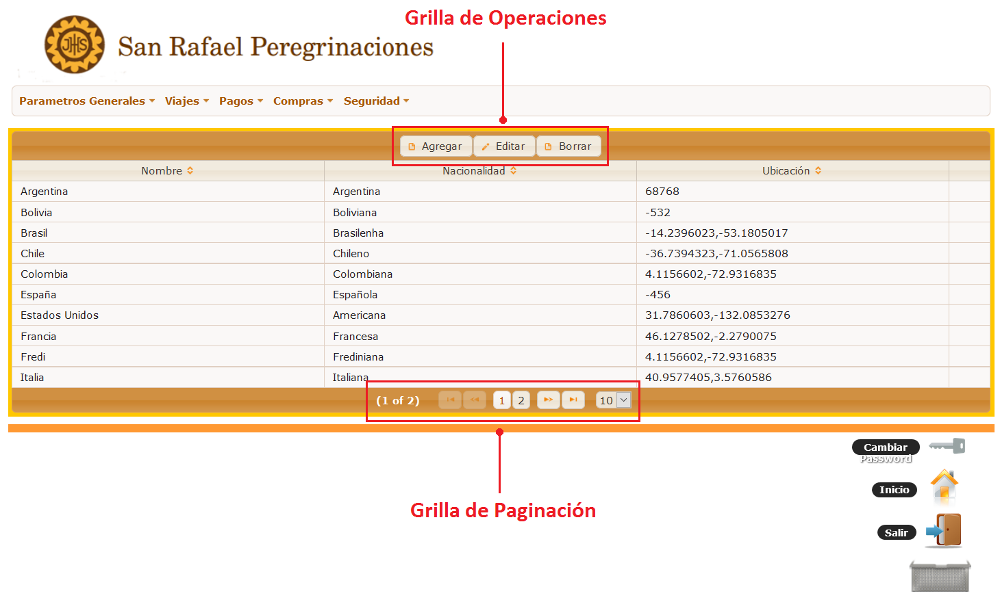 Grilla de Operaciones
JHS
San Rafael Peregrinaciones
Parametros Generales Viajes Pagos Compras Seguridad
Agregar Editar Borrar
Nombre Nacionalidad Ubicación
Argentina Argentina 68768
Bolivia Boliviana -532
Brasil Brasilenha -14.2396023,-53.1805017
Chile Chileno -36.7394323,-71.0565808
Colombia Colombiana 4.1156602,-72.9316835
España Española -456
Estados Unidos Americana 31.7860603,-132.0853276
Francia Francesa 46.1278502,-2.2790075
Fredi Frediniana 4.1156602,-72.9316835
Italia Italiana 40.9577405,3.5760586
(1 of 2) 1 2 10
Cambiar
Password
Inicio
Grilla de Paginación
Salir